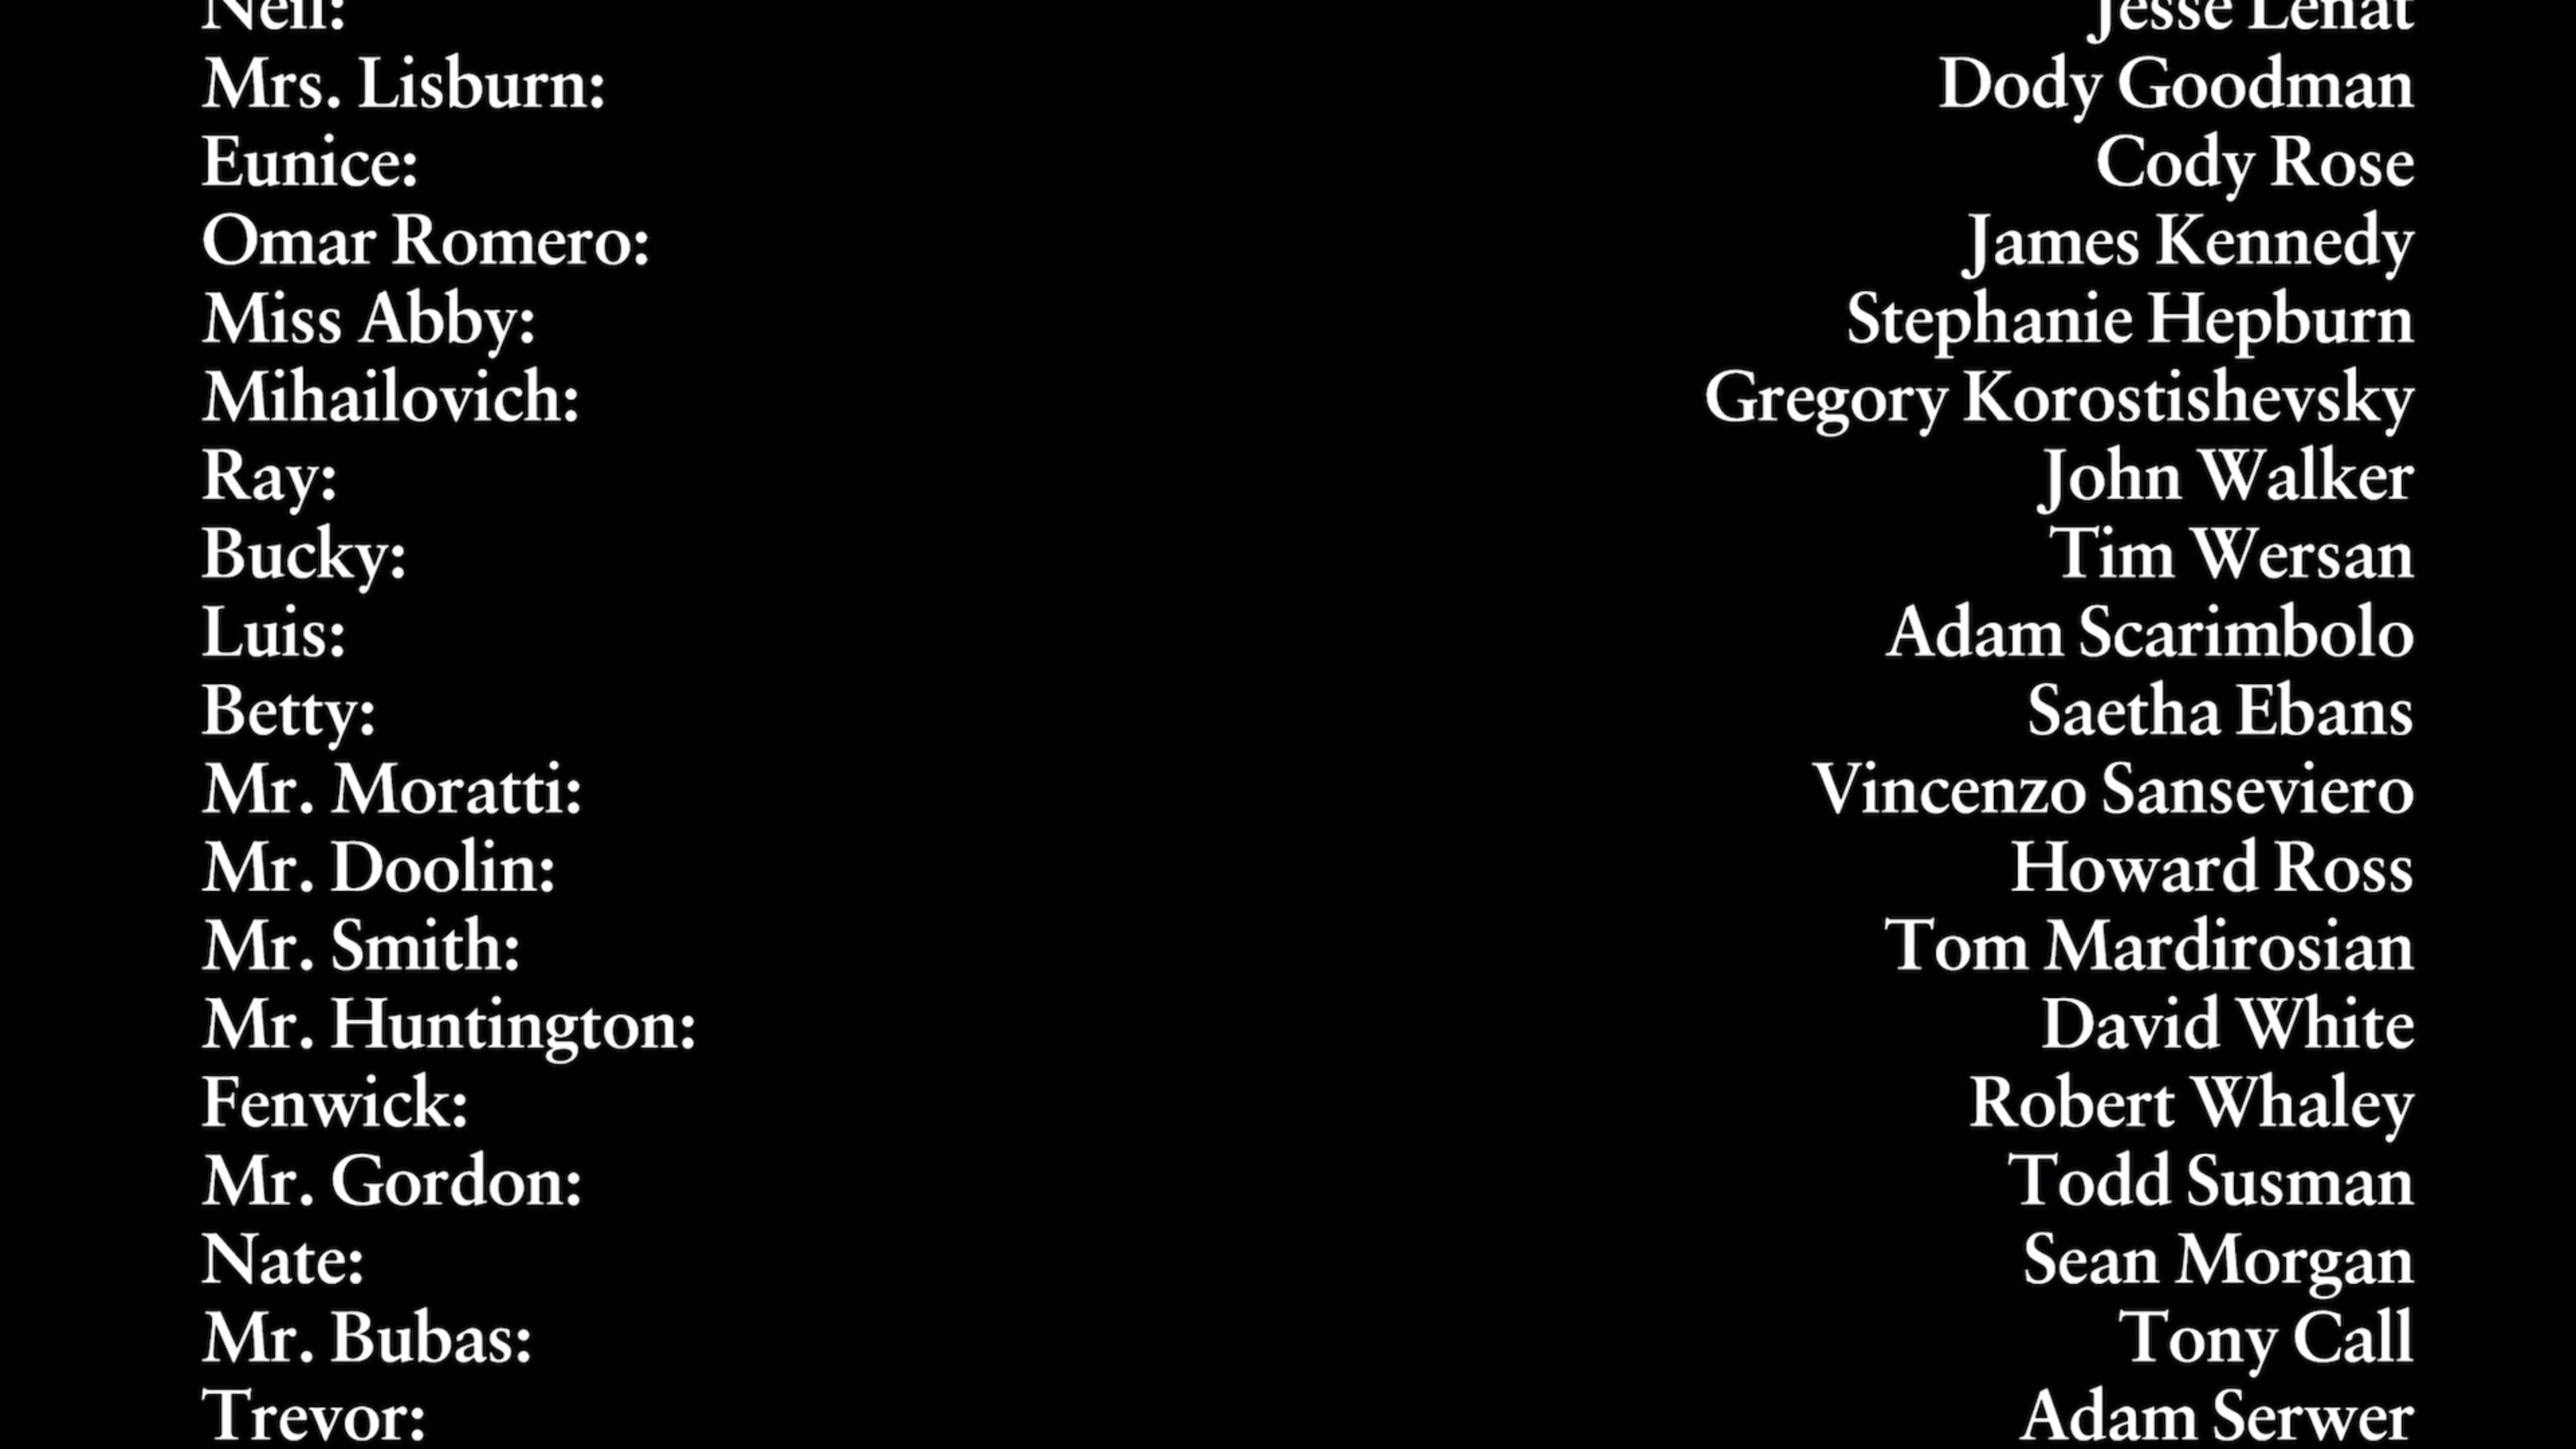 Neil: Jesse Lenat
Mrs. Lisburn: Dody Goodman
Eunice: Cody Rose
Omar Romero: James Kennedy
Miss Abby: Stephanie Hepburn
Mihailovich: Gregory Korostishevsky
Ray: John Walker
Bucky: Tim Wersan
Luis: Adam Scarimbolo
Betty: Saetha Ebans
Mr. Moratti: Vincenzo Sanseviero
Mr. Doolin: Howard Ross
Mr. Smith: Tom Mardirosian
Mr. Huntington: David White
Fenwick: Robert Whaley
Mr. Gordon: Todd Susman
Nate: Sean Morgan
Mr. Bubas: Tony Call
Trevor: Adam Serwer